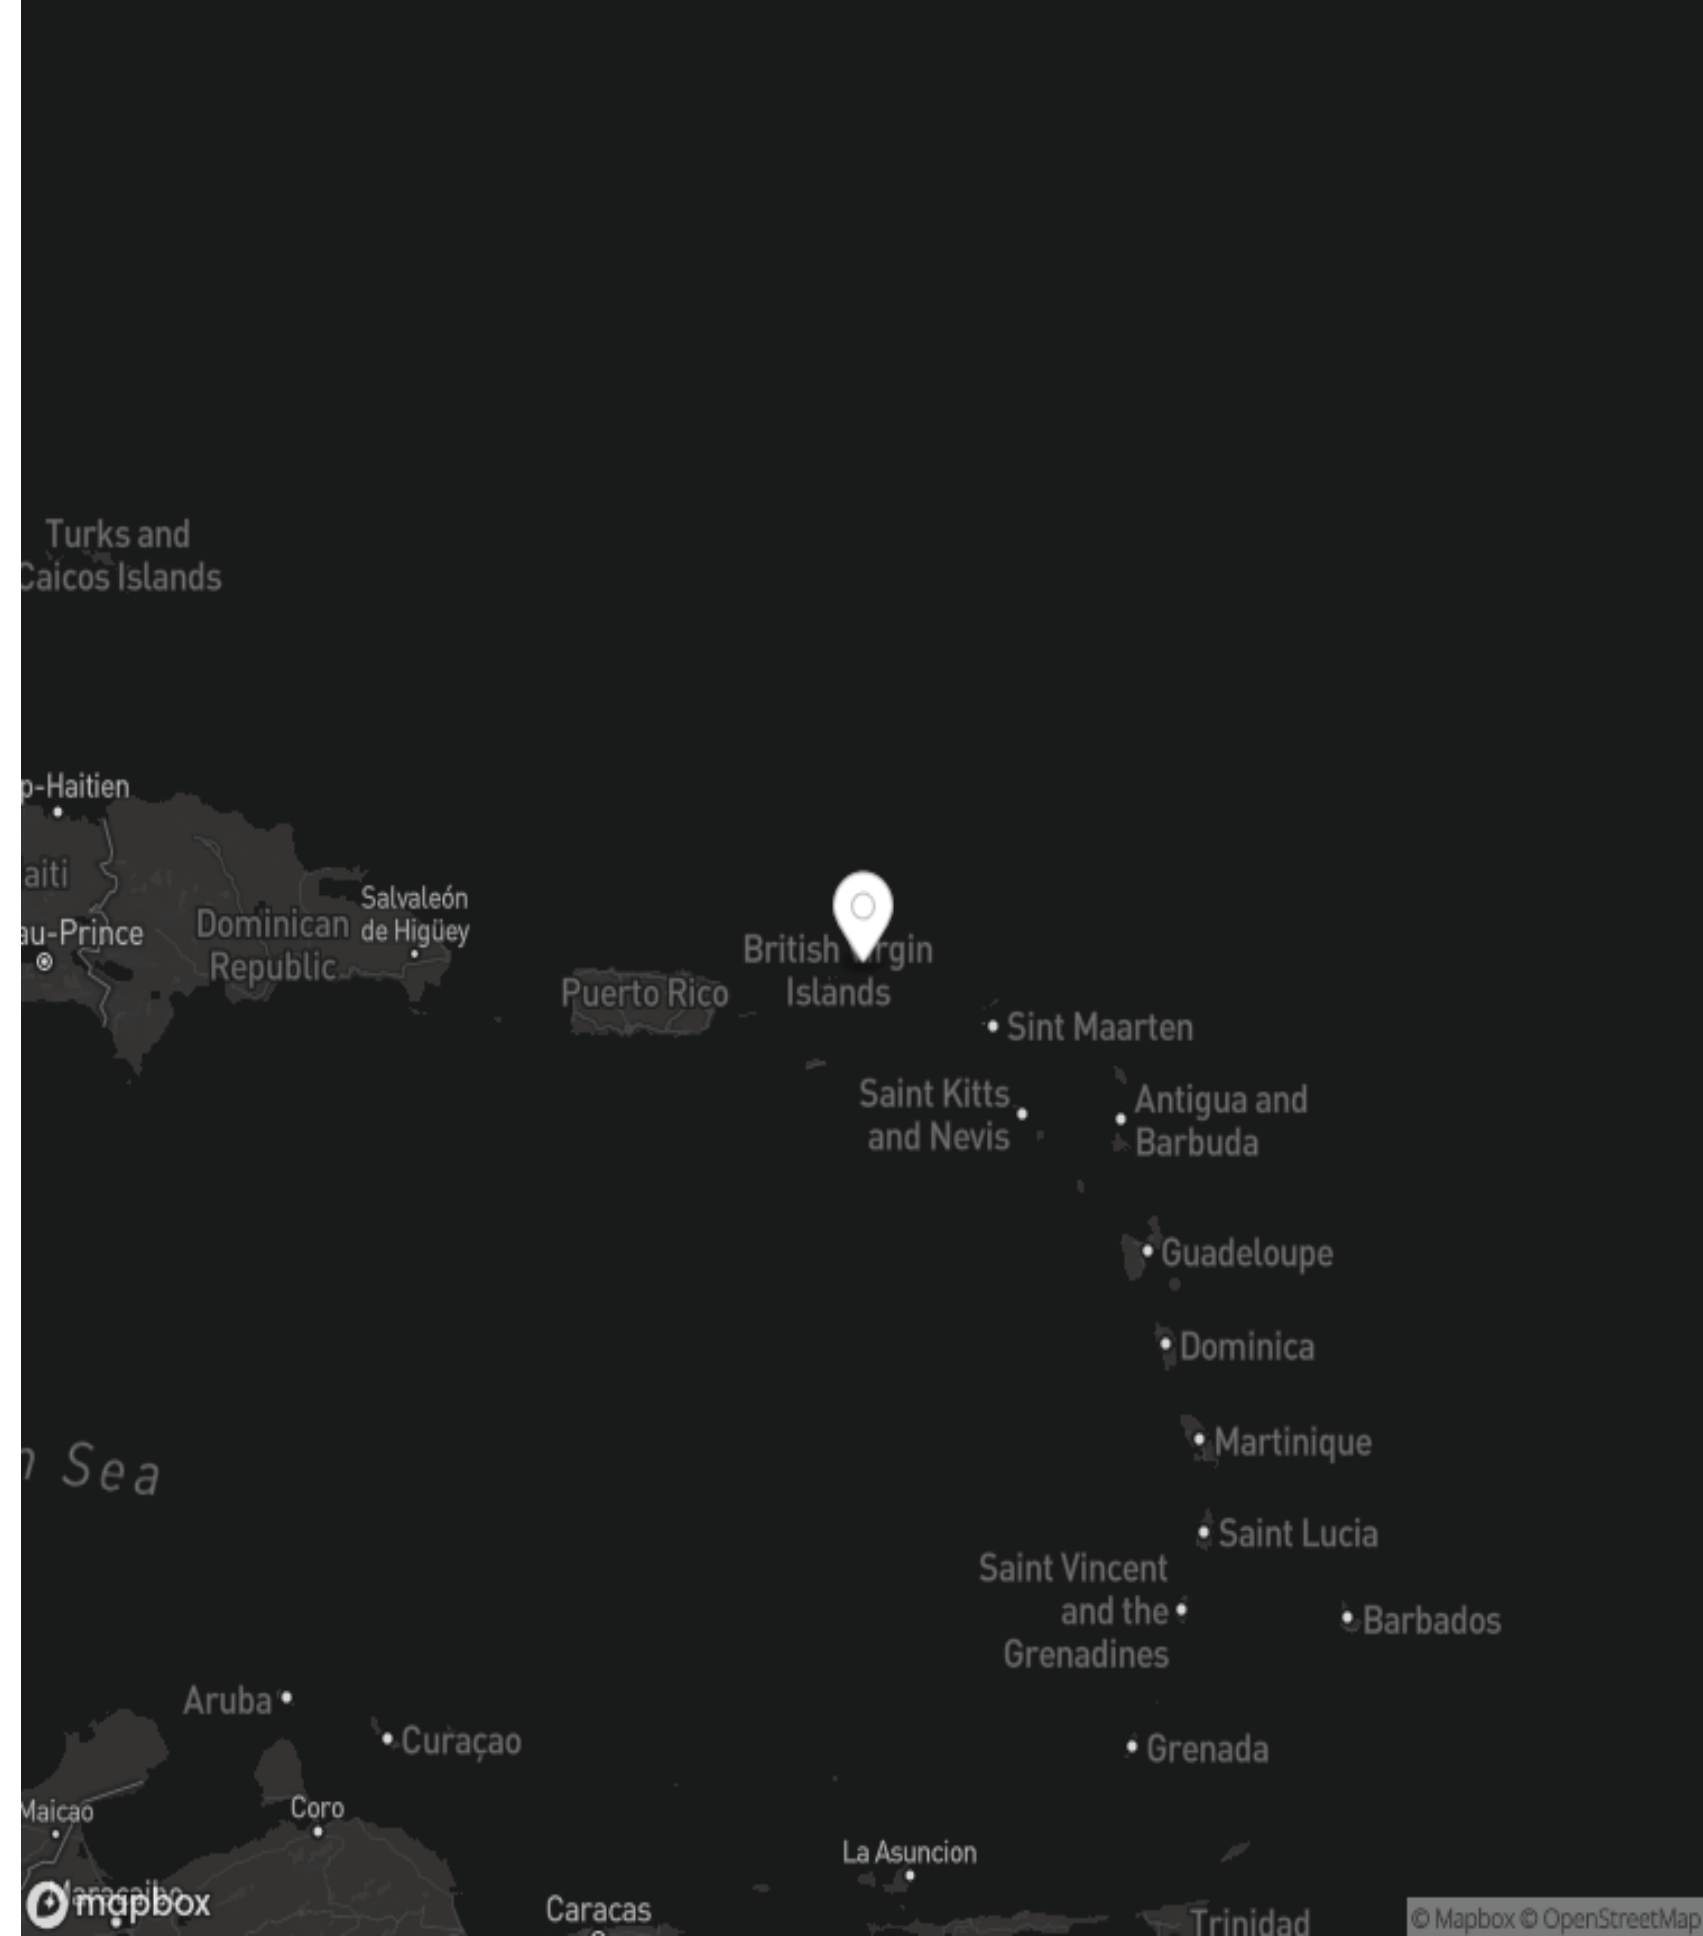 Turks and
Caicos Islands
p-Haitien
aiti
au-Prince
Dominican
Republic
Salvaleón
de Higüey
Puerto Rico
British Virgin
Islands
Sint Maarten
Saint Kitts
and Nevis
Antigua and
Barbuda
Guadeloupe
Dominica
Martinique
n Sea
Saint Lucia
Saint Vincent
and the
Grenadines
Barbados
Aruba
Curaçao
Grenada
Maicao
Coro
La Asuncion
Maracaibo
mapbox
Caracas
Trinidad
© Mapbox © OpenStreetMap